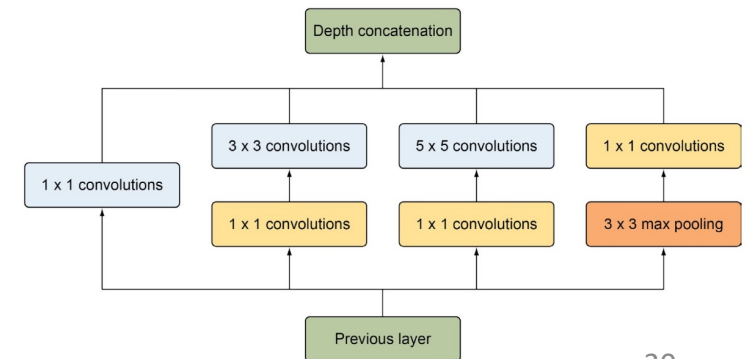 Depth concatenation
3 x 3 convolutions
5 x 5 convolutions
1 x 1 convolutions
1 x 1 convolutions
1 x 1 convolutions
1 x 1 convolutions
3 x 3 max pooling
Previous layer